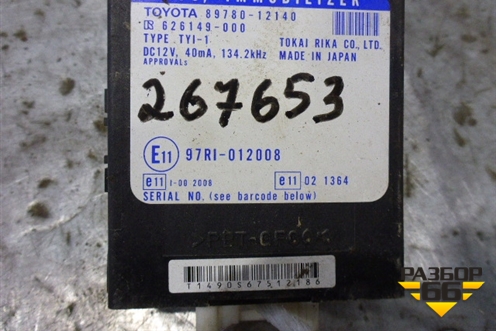 IMMOBILIZER
TOYOTA 89780-12140
626149-000
TYPE TYI-1 TOKAI RIKA CO., LTD.
DC12V, 40mA, 134.2kHz MADE IN JAPAN
APPROVALs
267653
E11 97RI-012008
e11 I-00 2008 e11 02 1364
SERIAL NO. (see barcode below)
T1490567512186
РАЗБОР
66